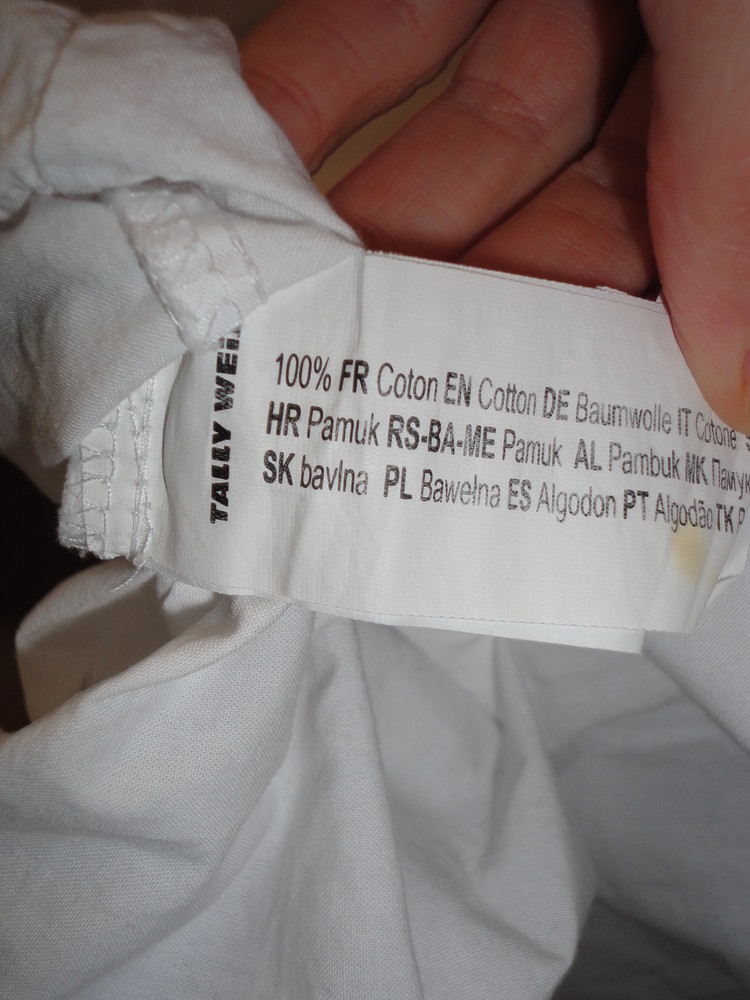 TALLY WEI
100% FR Coton EN Cotton DE Baumwolle IT Cotone
HR Pamuk RS-BA-ME Pamuk AL Pambuk MK Памук
SK bavlna PL Bawełna ES Algodon PT Algodão TK P